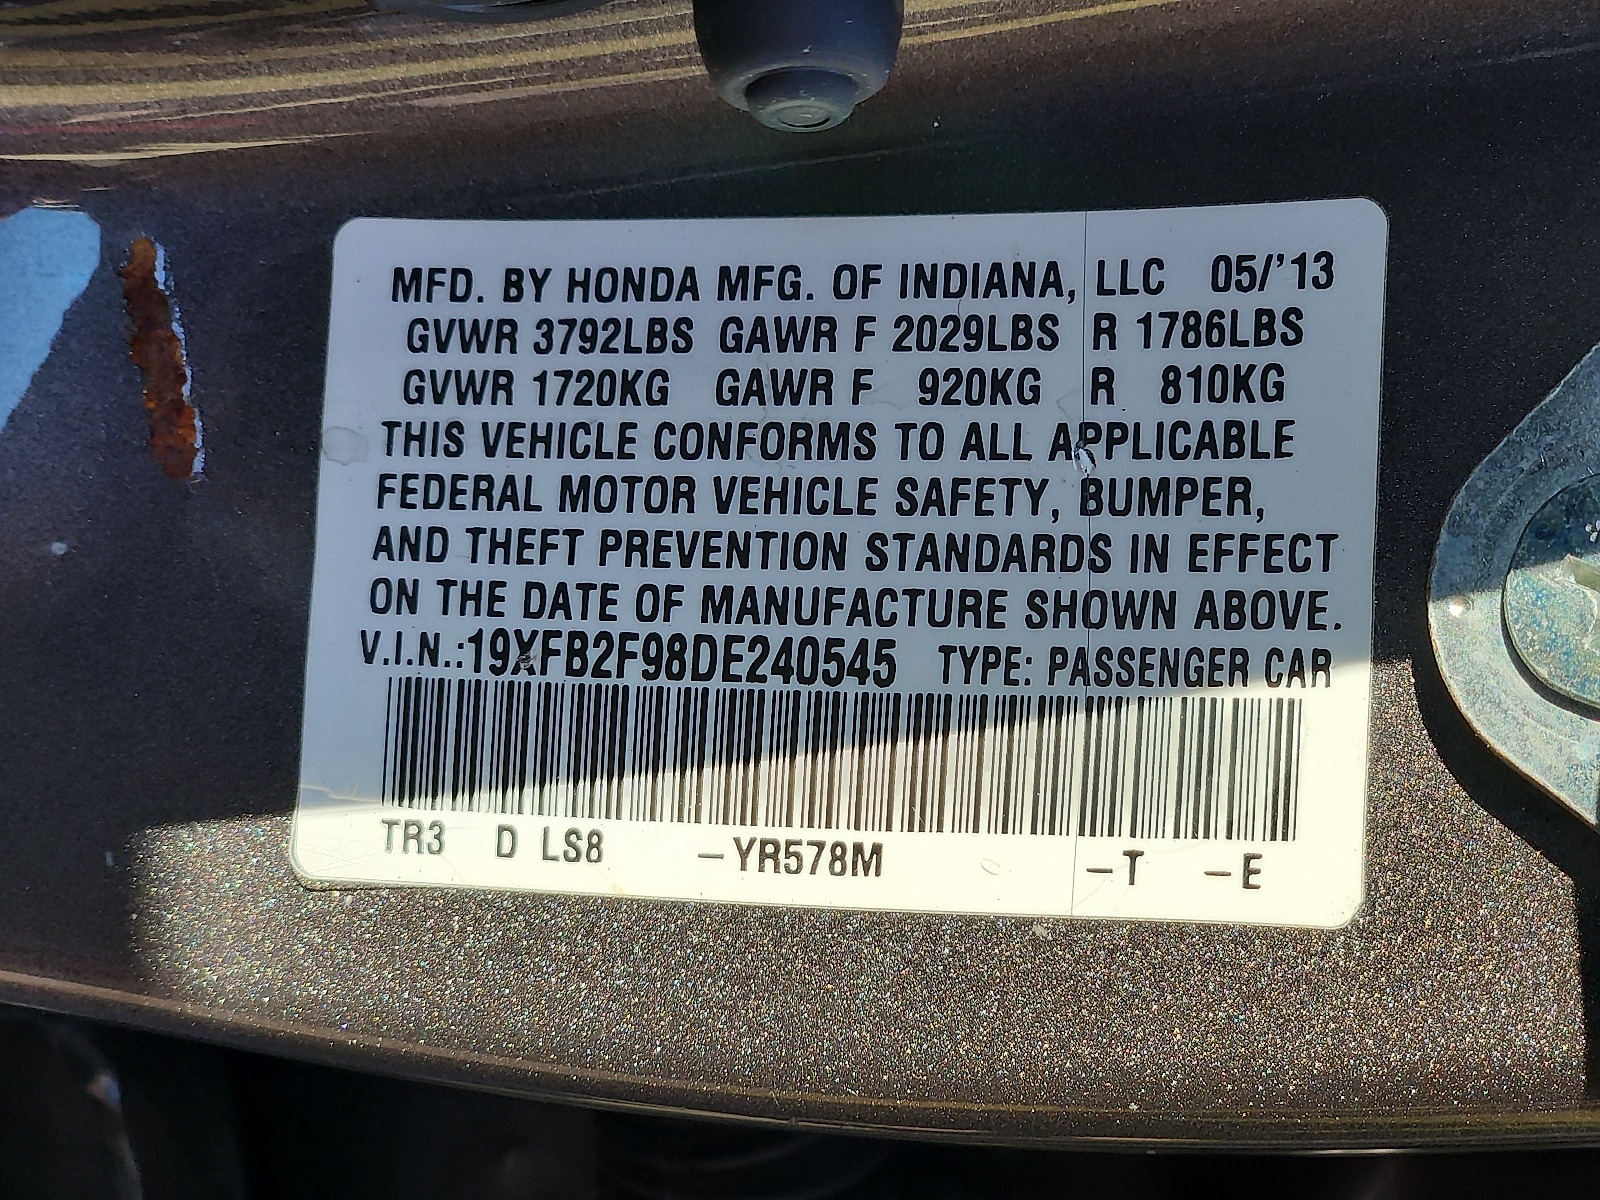 MFD. BY HONDA MFG. OF INDIANA, LLC 05/'13
GVWR 3792LBS GAWR F 2029LBS R 1786LBS
GVWR 1720KG GAWR F 920KG R 810KG
THIS VEHICLE CONFORMS TO ALL APPLICABLE
FEDERAL MOTOR VEHICLE SAFETY, BUMPER,
AND THEFT PREVENTION STANDARDS IN EFFECT
ON THE DATE OF MANUFACTURE SHOWN ABOVE.
V.I.N.:19XFB2F98DE240545 TYPE: PASSENGER CAR
TR3 D LS8 –YR578M –T –E